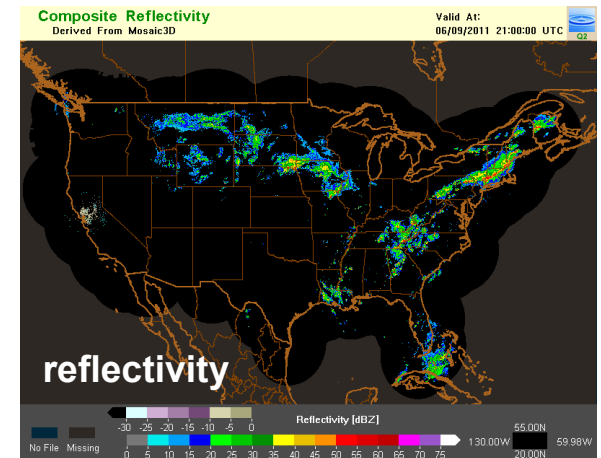 Composite Reflectivity
Derived From Mosaic3D
Valid At:
06/09/2011 21:00:00 UTC
Q2
reflectivity
-30 -25 -20 -15 -10 -5 0
Reflectivity [dBZ]
No File Missing
0 5 10 15 20 25 30 35 40 45 50 55 60 65 70 75
55.00N
130.00W 59.98W
20.00N